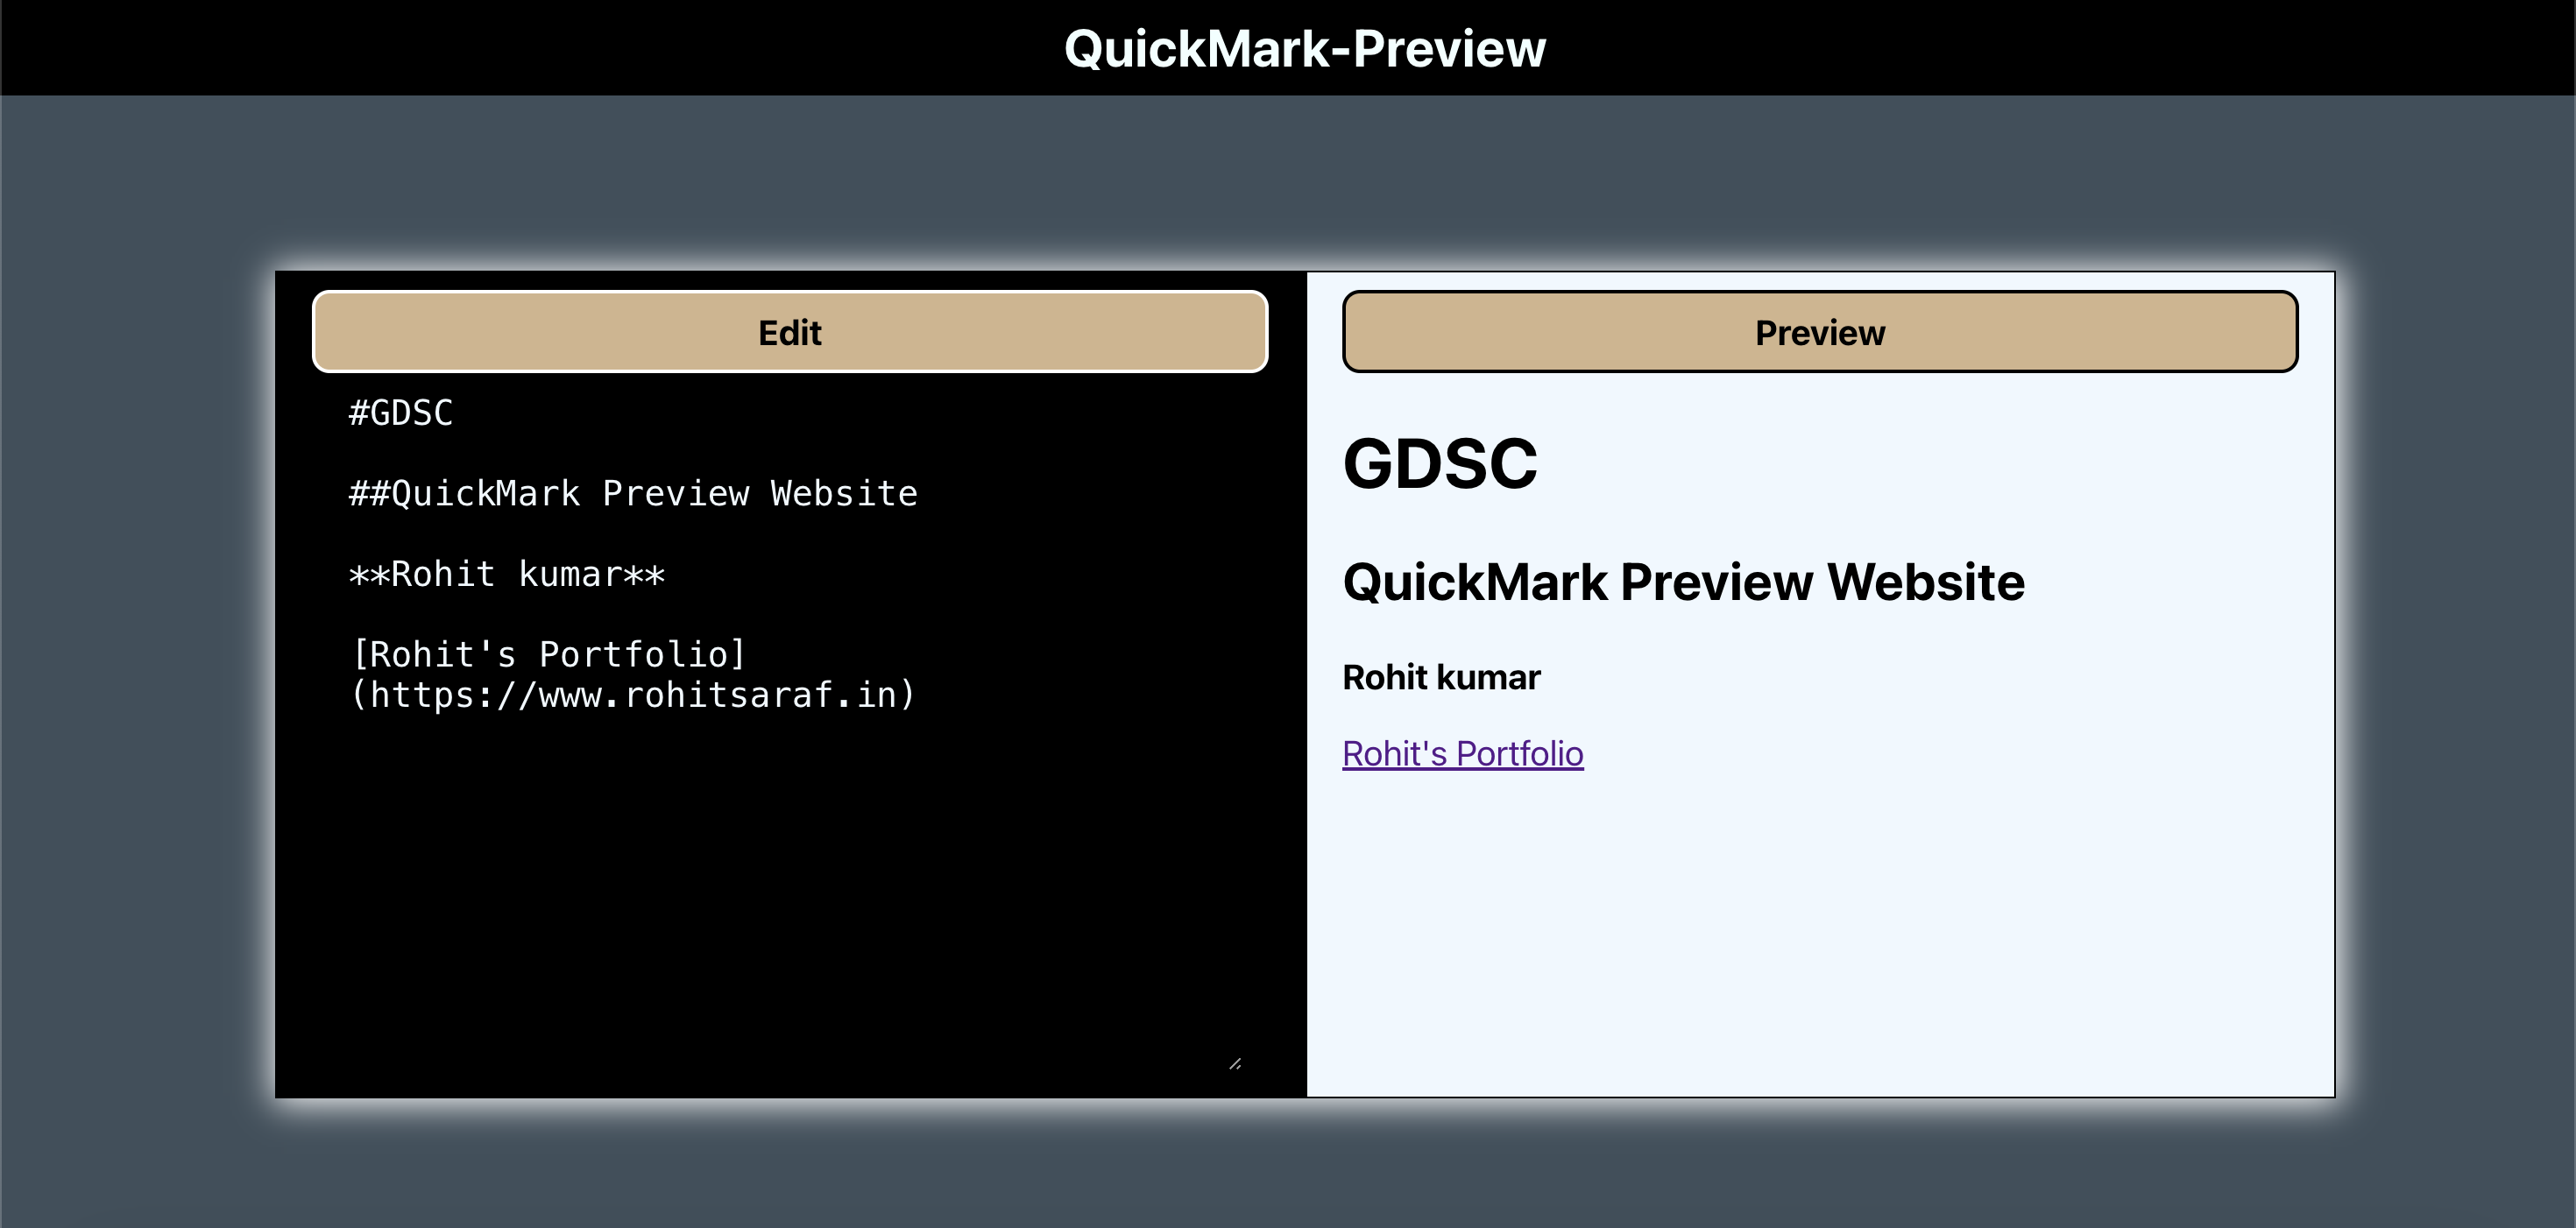 QuickMark-Preview
Edit
#GDSC
##QuickMark Preview Website
**Rohit kumar**
[Rohit's Portfolio]
(https://www.rohitsaraf.in)
Preview
GDSC
QuickMark Preview Website
Rohit kumar
Rohit's Portfolio